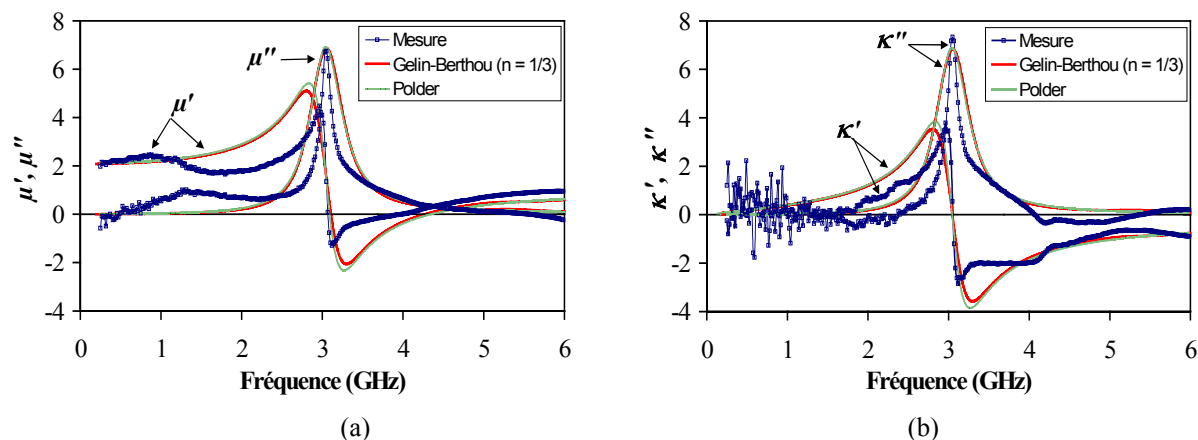 8
6
4
2
0
-2
-4
μ', μ"
μ"
μ'
Mesure
Gelin-Berthou (n = 1/3)
Polder
0 1 2 3 4 5 6
Fréquence (GHz)
(a)
8
6
4
2
0
-2
-4
κ', κ"
κ"
κ'
Mesure
Gelin-Berthou (n = 1/3)
Polder
0 1 2 3 4 5 6
Fréquence (GHz)
(b)